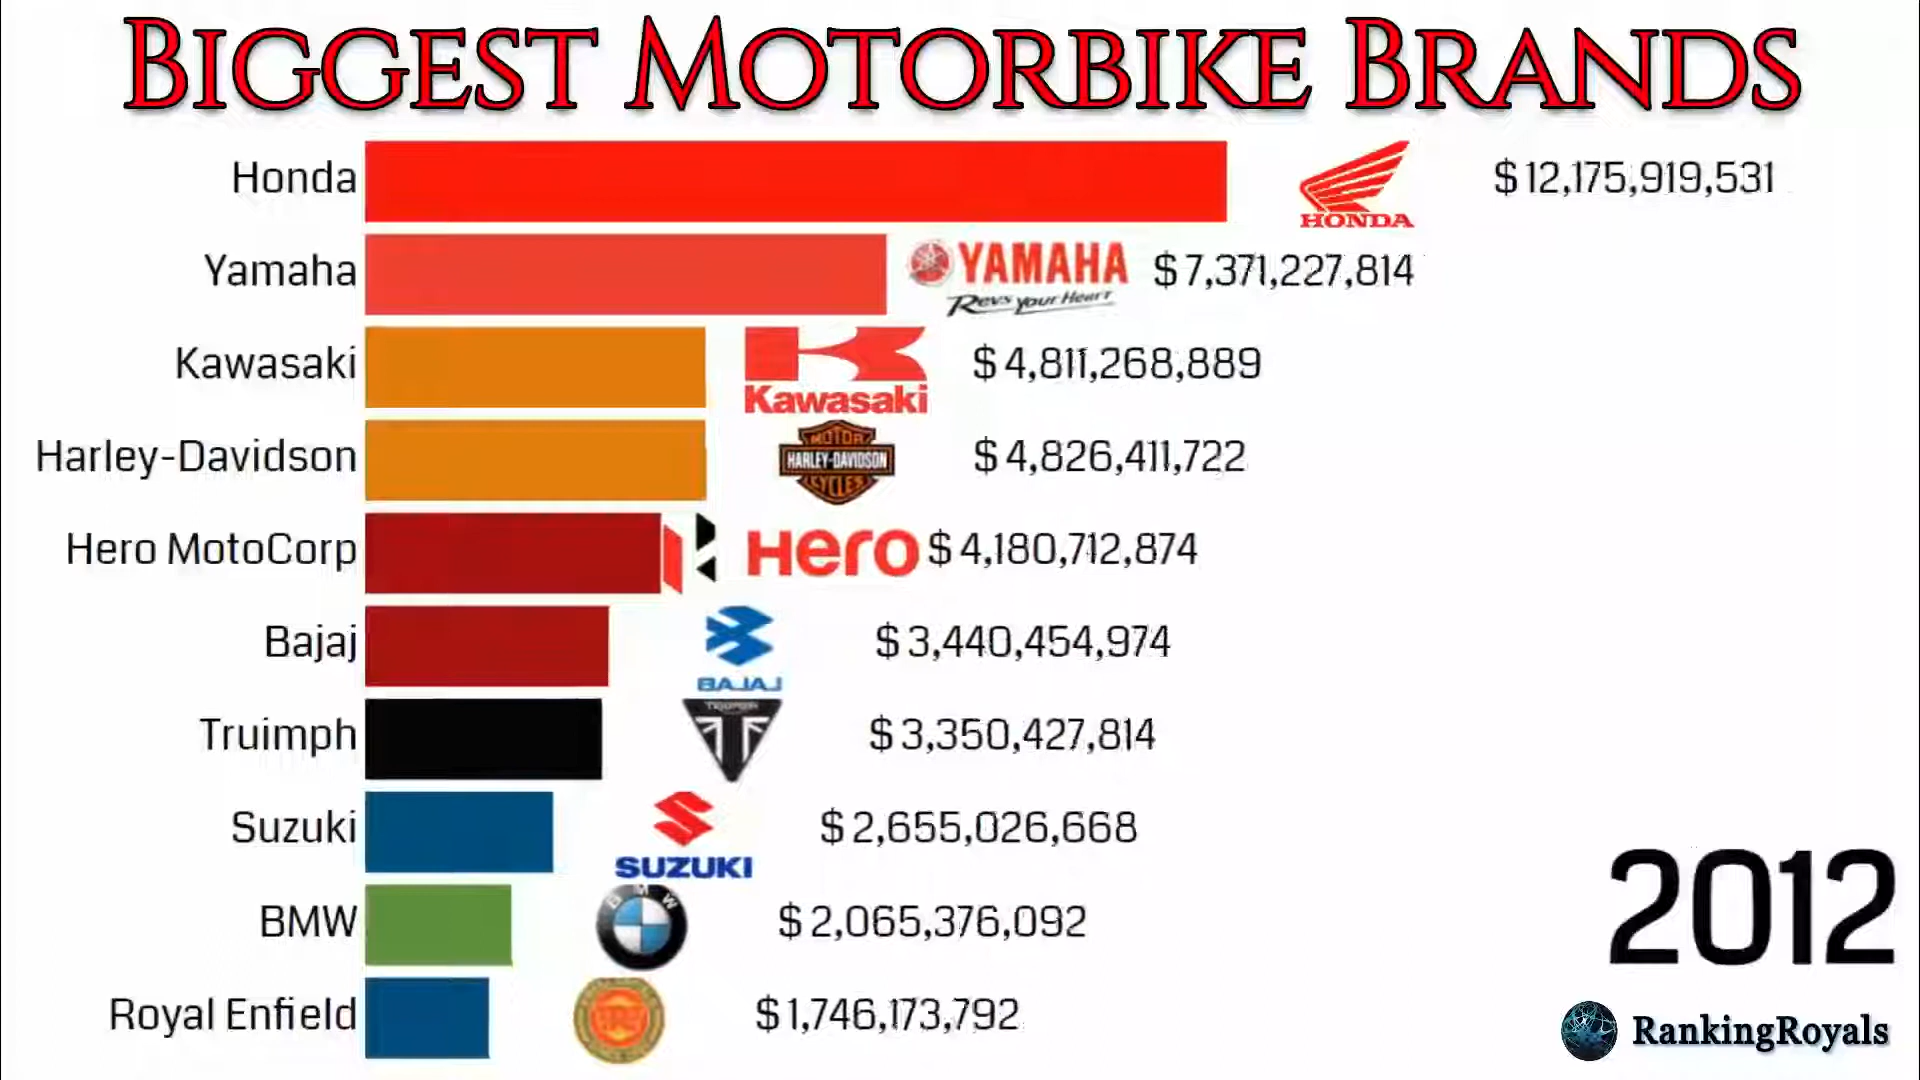 BIGGEST MOTORBIKE BRANDS
Honda HONDA $12,175,919,531
Yamaha YAMAHA $7,371,227,814
Revs Your Heart
Kawasaki Kawasaki $4,811,268,889
Harley-Davidson MOTOR HARLEY-DAVIDSON CYCLES $4,826,411,722
Hero MotoCorp Hero $4,180,712,874
Bajaj BAJAJ $3,440,454,974
Truimph TRIUMPH $3,350,427,814
Suzuki SUZUKI $2,655,026,668
BMW BMW $2,065,376,092
Royal Enfield $1,746,173,792
2012
RankingRoyals